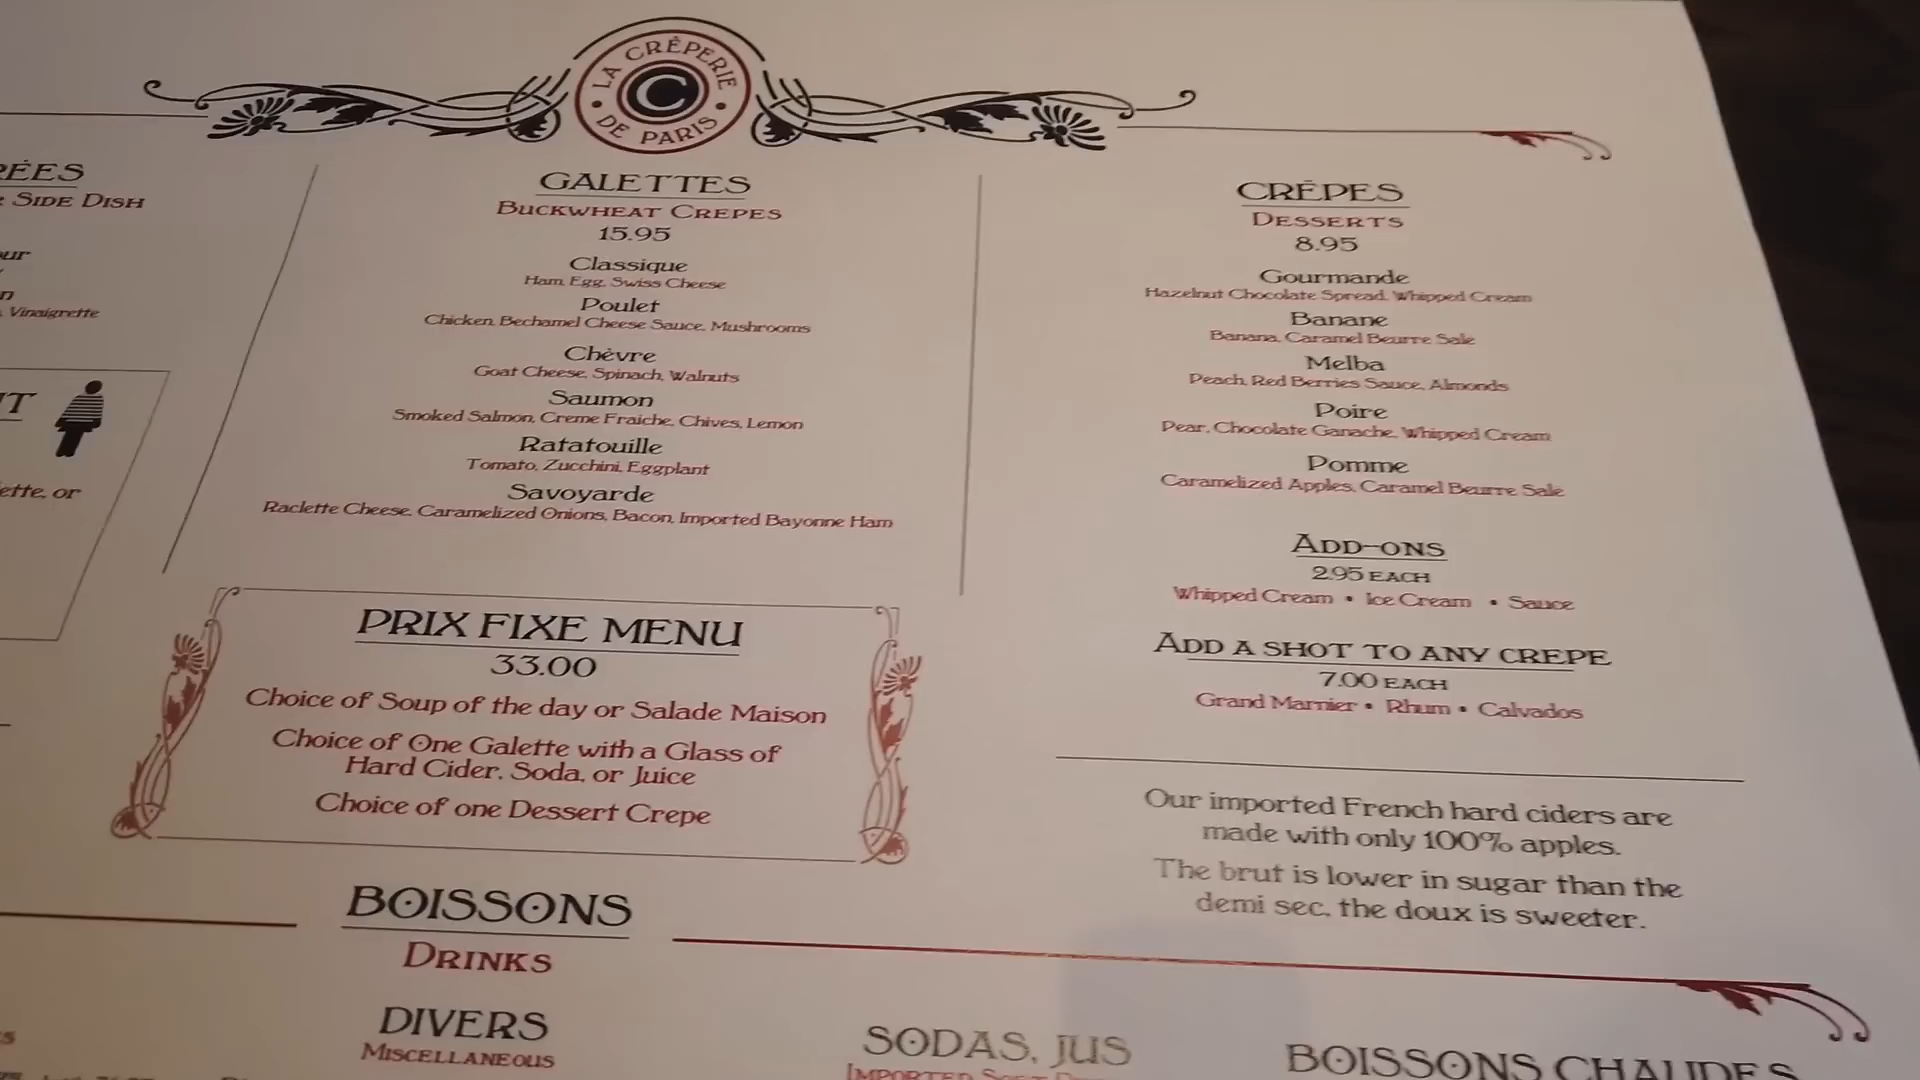 LA CRÊPERIE
C
DE PARIS
SIDE DISH
Vinaigrette
or
GALETTES
BUCKWHEAT CREPES
15.95
Classique
Ham, Egg, Swiss Cheese
Poulet
Chicken, Bechamel Cheese Sauce, Mushrooms
Chèvre
Goat Cheese, Spinach, Walnuts
Saumon
Smoked Salmon, Creme Fraiche, Chives, Lemon
Ratatouille
Tomato, Zucchini, Eggplant
Savoyarde
Raclette Cheese, Caramelized Onions, Bacon, Imported Bayonne Ham
CRÊPES
DESSERTS
8.95
Gourmande
Hazelnut Chocolate Spread, Whipped Cream
Banane
Banana, Caramel Beurre Sale
Melba
Peach, Red Berries Sauce, Almonds
Poire
Pear, Chocolate Ganache, Whipped Cream
Pomme
Caramelized Apples, Caramel Beurre Sale
ADD-ONS
2.95 EACH
Whipped Cream • Ice Cream • Sauce
ADD A SHOT TO ANY CREPE
7.00 EACH
Grand Marnier • Rhum • Calvados
PRIX FIXE MENU
33.00
Choice of Soup of the day or Salade Maison
Choice of One Galette with a Glass of
Hard Cider, Soda, or Juice
Choice of one Dessert Crepe
Our imported French hard ciders are
made with only 100% apples.
The brut is lower in sugar than the
demi sec, the doux is sweeter.
BOISSONS
DRINKS
DIVERS
MISCELLANEOUS
SODAS, JUS
IMPORTED
BOISSONS CHAUDES